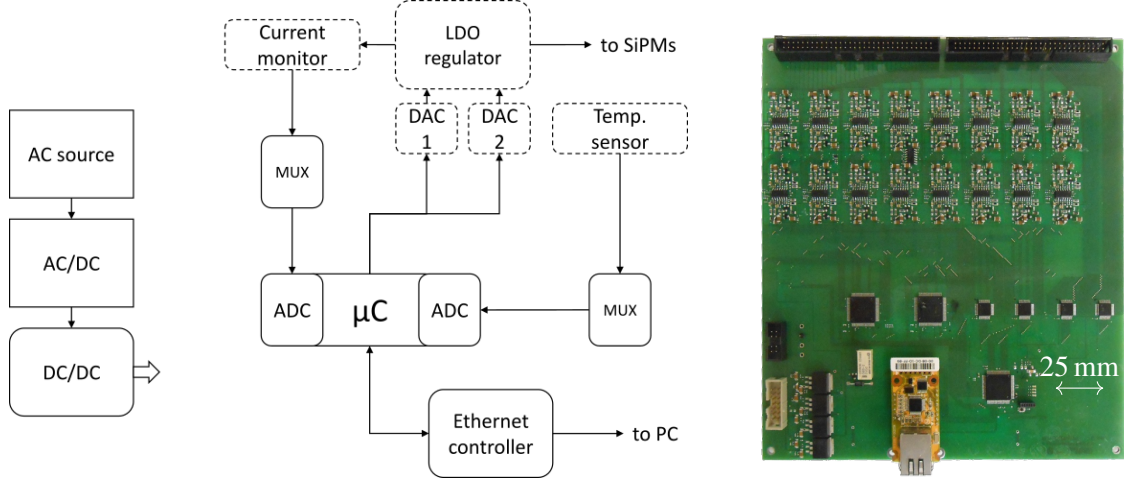 AC source
AC/DC
DC/DC
Current
monitor
LDO
regulator
to SiPMs
DAC
1
DAC
2
Temp.
sensor
MUX
ADC
µC
ADC
MUX
Ethernet
controller
to PC
25 mm